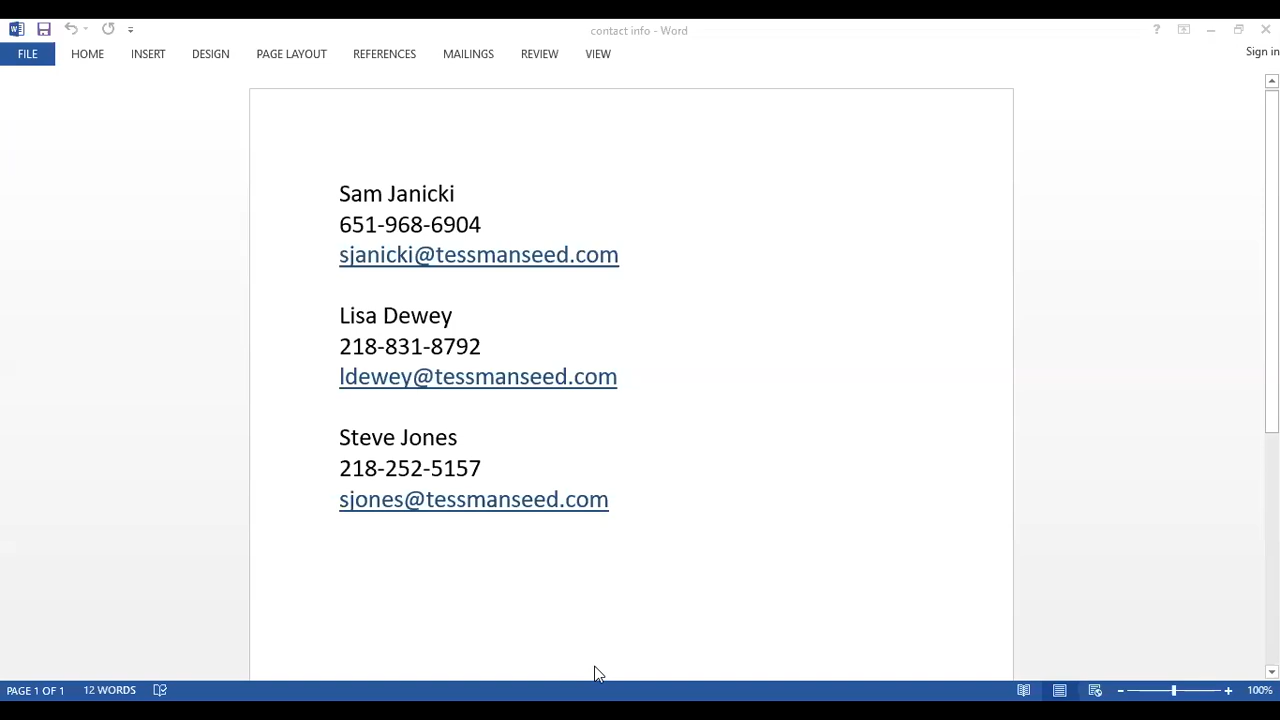 contact info - Word
Sign in
FILE HOME INSERT DESIGN PAGE LAYOUT REFERENCES MAILINGS REVIEW VIEW
Sam Janicki
651-968-6904
sjanicki@tessmanseed.com
Lisa Dewey
218-831-8792
ldewey@tessmanseed.com
Steve Jones
218-252-5157
sjones@tessmanseed.com
PAGE 1 OF 1 12 WORDS 100%